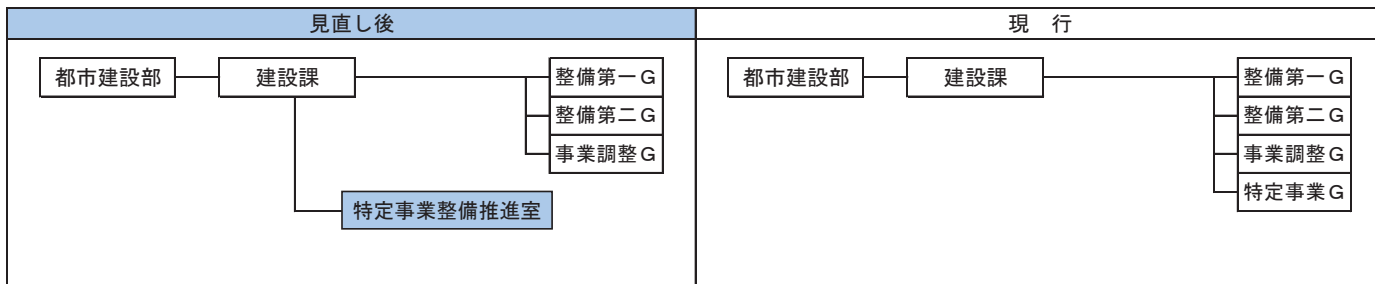 見直し後
都市建設部
建設課
整備第一G
整備第二G
事業調整G
特定事業整備推進室
現　行
都市建設部
建設課
整備第一G
整備第二G
事業調整G
特定事業G